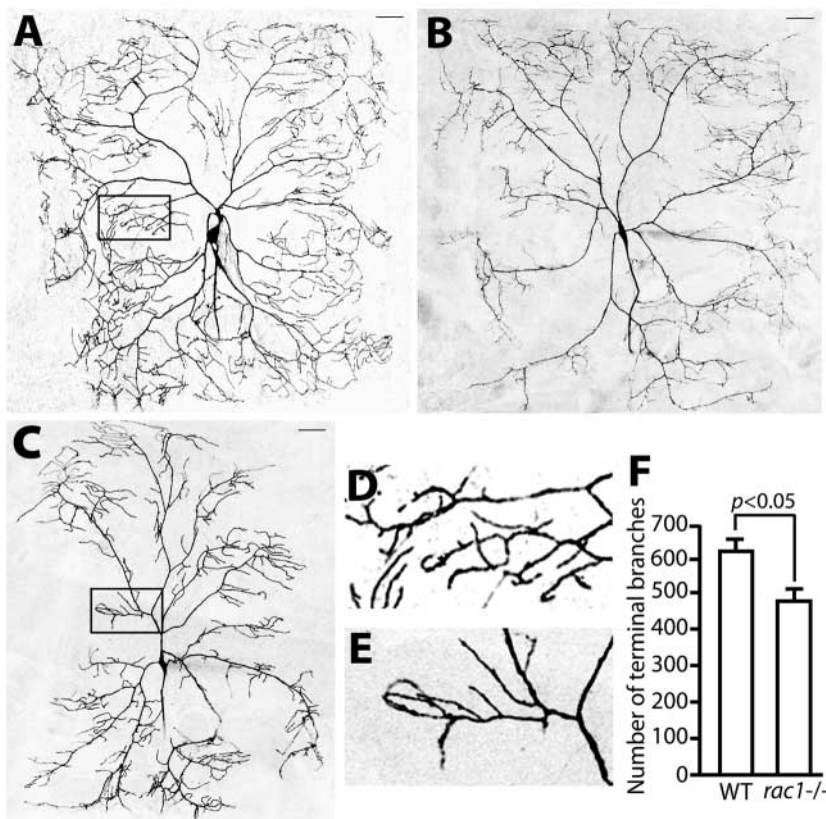 A
B
C
D
E
F
p<0.05
Number of terminal branches
700
600
500
400
300
200
100
0
WT
rac1-/-